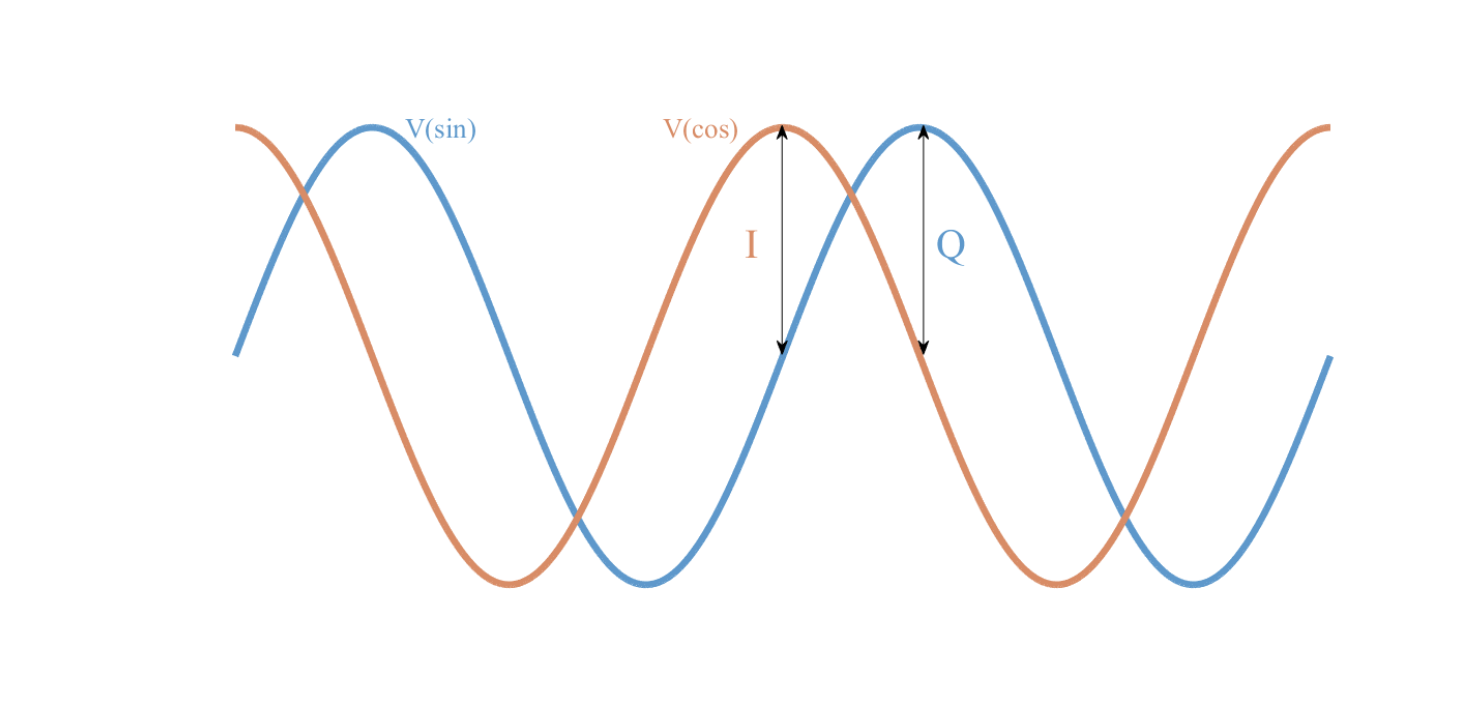 V(sin)
V(cos)
I
Q